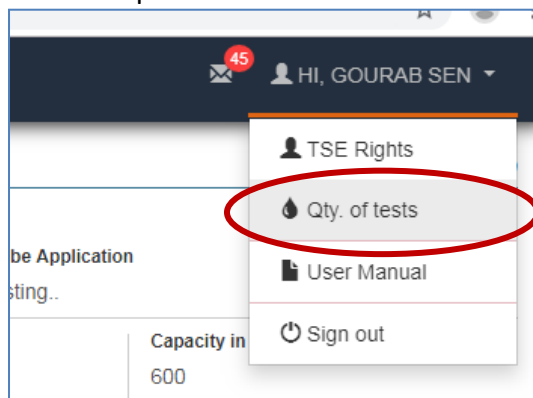 45
HI, GOURAB SEN
TSE Rights
Qty. of tests
be Application
User Manual
sting..
Sign out
Capacity in
600